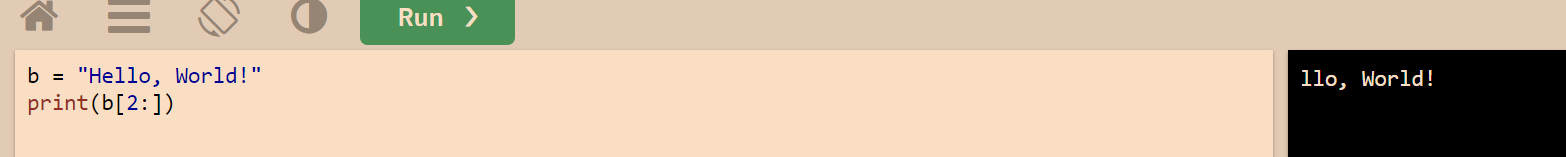 Run ❯
b = "Hello, World!"
print(b[2:])
llo, World!